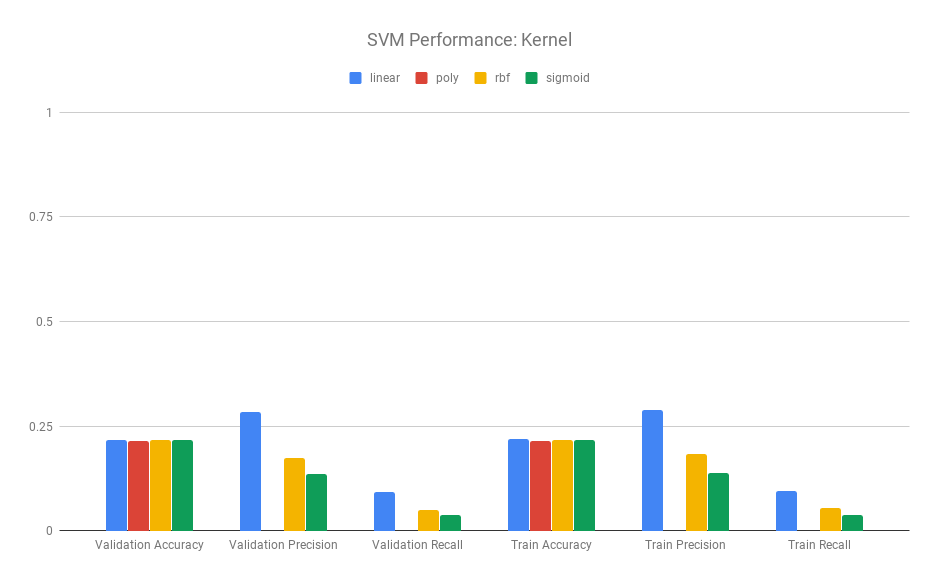 SVM Performance: Kernel
linear poly rbf sigmoid
1
0.75
0.5
0.25
0
Validation Accuracy Validation Precision Validation Recall Train Accuracy Train Precision Train Recall